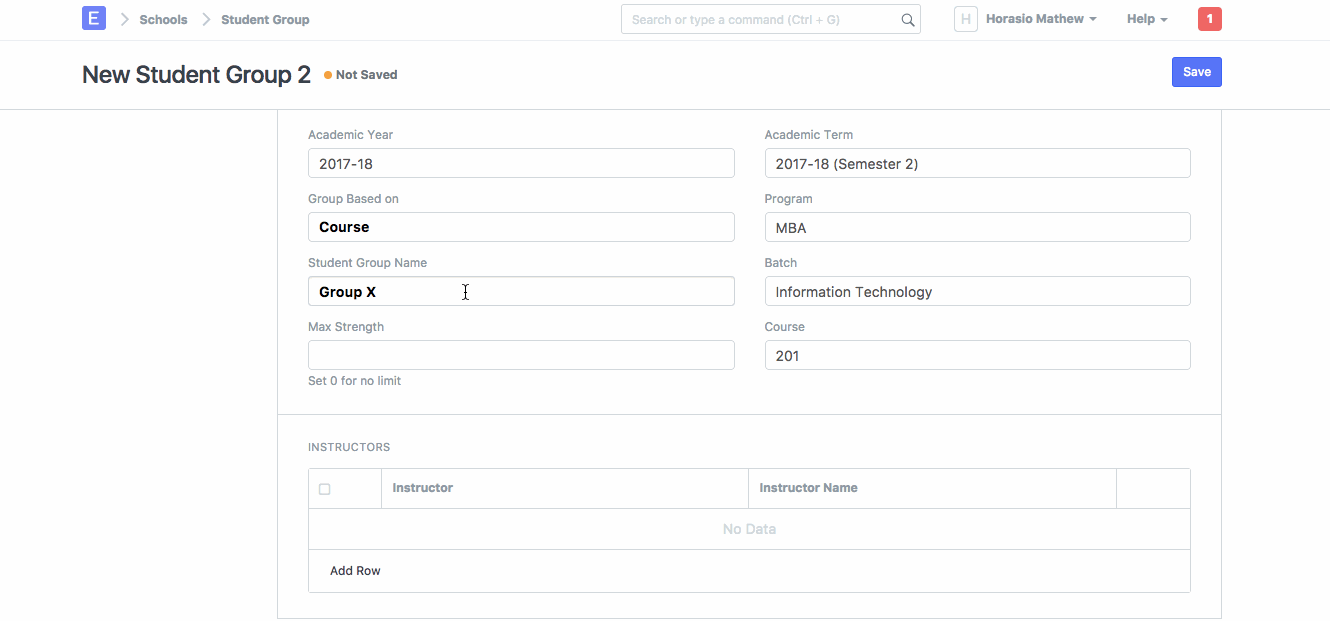 E Schools Student Group Search or type a command (Ctrl + G) H Horasio Mathew Help 1
New Student Group 2 Not Saved Save
Academic Year Academic Term
2017-18 2017-18 (Semester 2)
Group Based on Program
Course MBA
Student Group Name Batch
Group X Information Technology
Max Strength Course
201
Set 0 for no limit
INSTRUCTORS
Instructor Instructor Name
No Data
Add Row